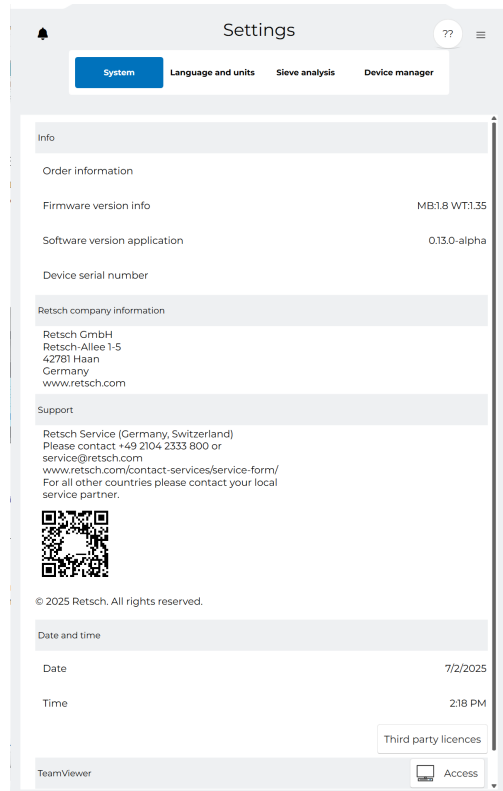 Settings
??
System
Language and units
Sieve analysis
Device manager
Info
Order information
Firmware version info
MB:1.8 WT:1.35
Software version application
0.13.0-alpha
Device serial number
Retsch company information
Retsch GmbH
Retsch-Allee 1-5
42781 Haan
Germany
www.retsch.com
Support
Retsch Service (Germany, Switzerland)
Please contact +49 2104 2333 800 or
service@retsch.com
www.retsch.com/contact-services/service-form/
For all other countries please contact your local
service partner.
© 2025 Retsch. All rights reserved.
Date and time
Date
7/2/2025
Time
2:18 PM
Third party licences
TeamViewer
Access